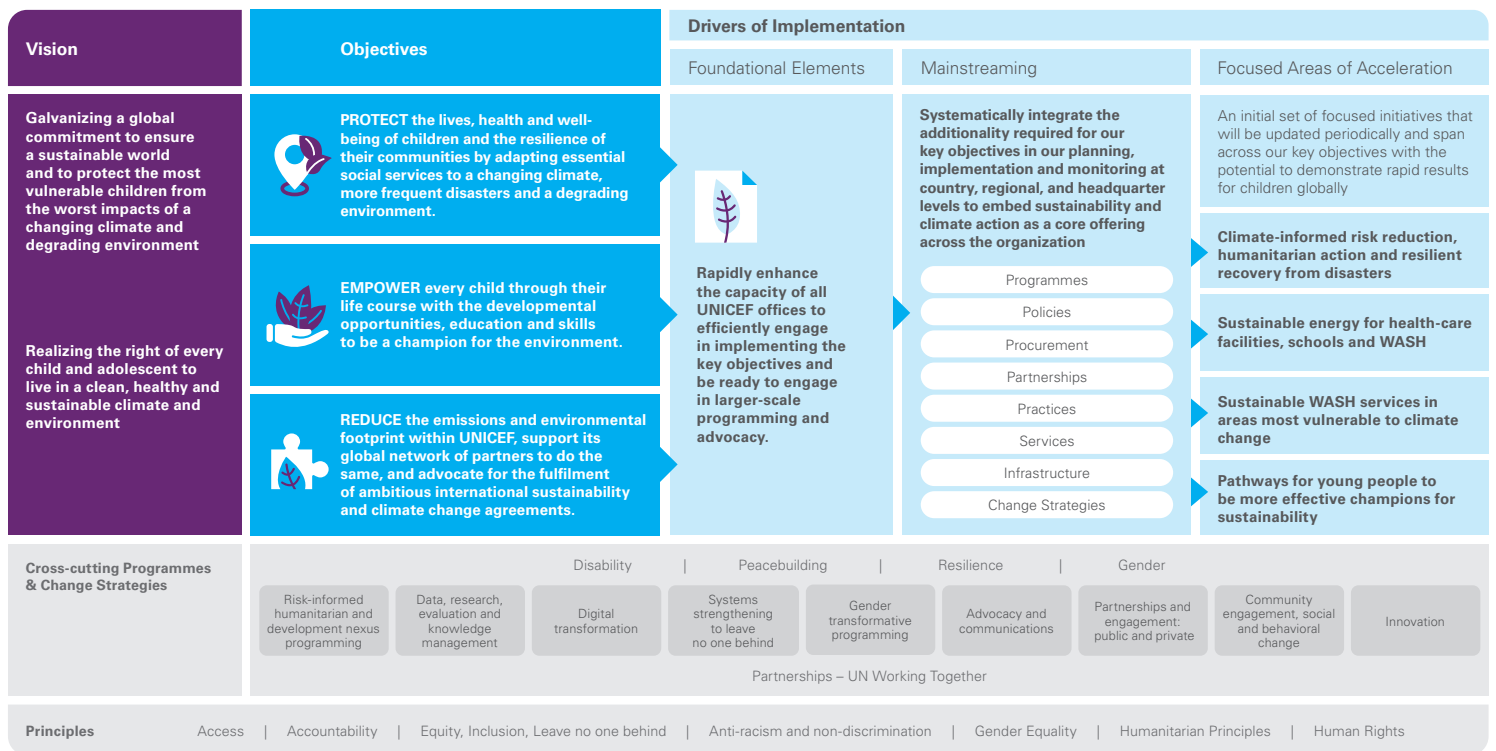 Vision
Objectives
Drivers of Implementation
Foundational Elements
Mainstreaming
Focused Areas of Acceleration
Galvanizing a global
commitment to ensure
a sustainable world
and to protect the most
vulnerable children from
the worst impacts of a
changing climate and
degrading environment
Realizing the right of every
child and adolescent to
live in a clean, healthy and
sustainable climate and
environment
PROTECT the lives, health and well-
being of children and the resilience of
their communities by adapting essential
social services to a changing climate,
more frequent disasters and a degrading
environment.
EMPOWER every child through their
life course with the developmental
opportunities, education and skills
to be a champion for the environment.
REDUCE the emissions and environmental
footprint within UNICEF, support its
global network of partners to do the
same, and advocate for the fulfilment
of ambitious international sustainability
and climate change agreements.
Rapidly enhance
the capacity of all
UNICEF offices to
efficiently engage
in implementing the
key objectives and
be ready to engage
in larger-scale
programming and
advocacy.
Systematically integrate the
additionality required for our
key objectives in our planning,
implementation and monitoring at
country, regional, and headquarter
levels to embed sustainability and
climate action as a core offering
across the organization
Programmes
Policies
Procurement
Partnerships
Practices
Services
Infrastructure
Change Strategies
An initial set of focused initiatives that
will be updated periodically and span
across our key objectives with the
potential to demonstrate rapid results
for children globally
Climate-informed risk reduction,
humanitarian action and resilient
recovery from disasters
Sustainable energy for health-care
facilities, schools and WASH
Sustainable WASH services in
areas most vulnerable to climate
change
Pathways for young people to
be more effective champions for
sustainability
Cross-cutting Programmes
& Change Strategies
Disability | Peacebuilding | Resilience | Gender
Risk-informed
humanitarian and
development nexus
programming
Data, research,
evaluation and
knowledge
management
Digital
transformation
Systems
strengthening
to leave
no one behind
Gender
transformative
programming
Advocacy and
communications
Partnerships and
engagement:
public and private
Community
engagement, social
and behavioral
change
Innovation
Partnerships – UN Working Together
Principles
Access | Accountability | Equity, Inclusion, Leave no one behind | Anti-racism and non-discrimination | Gender Equality | Humanitarian Principles | Human Rights